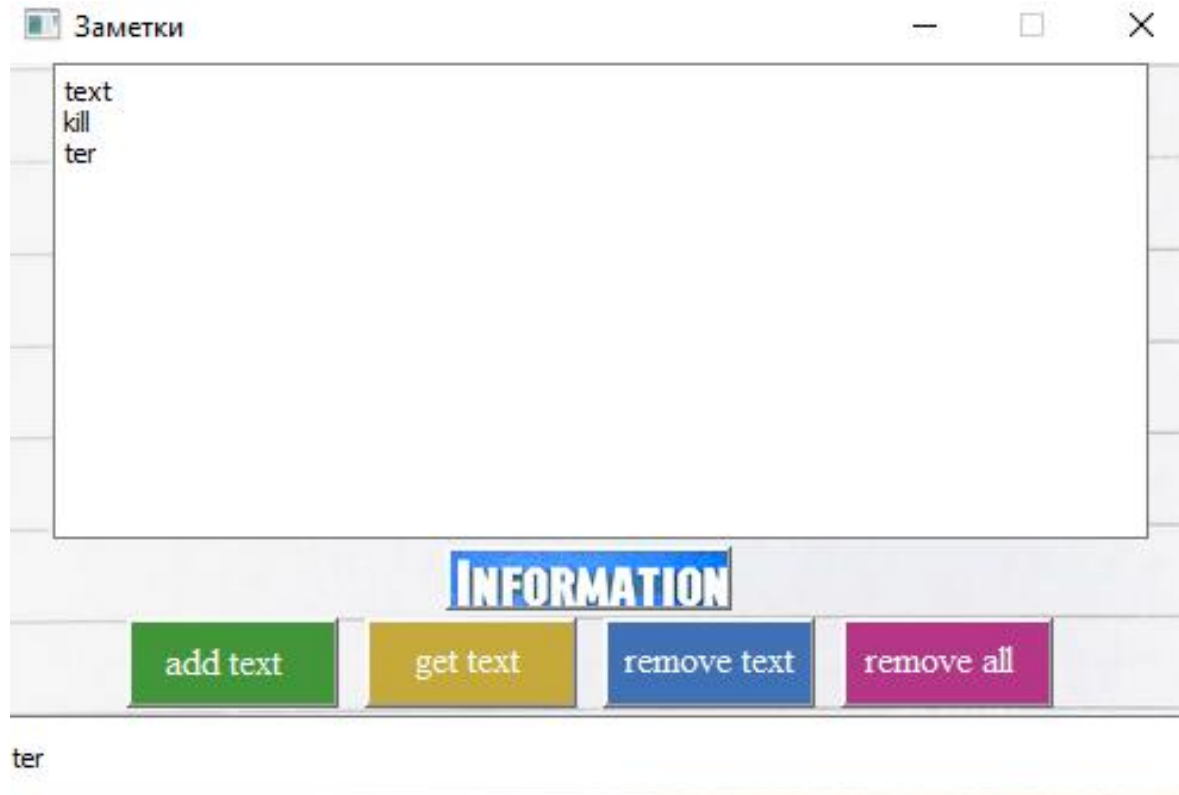 Заметки
text
kill
ter
INFORMATION
add text
get text
remove text
remove all
ter